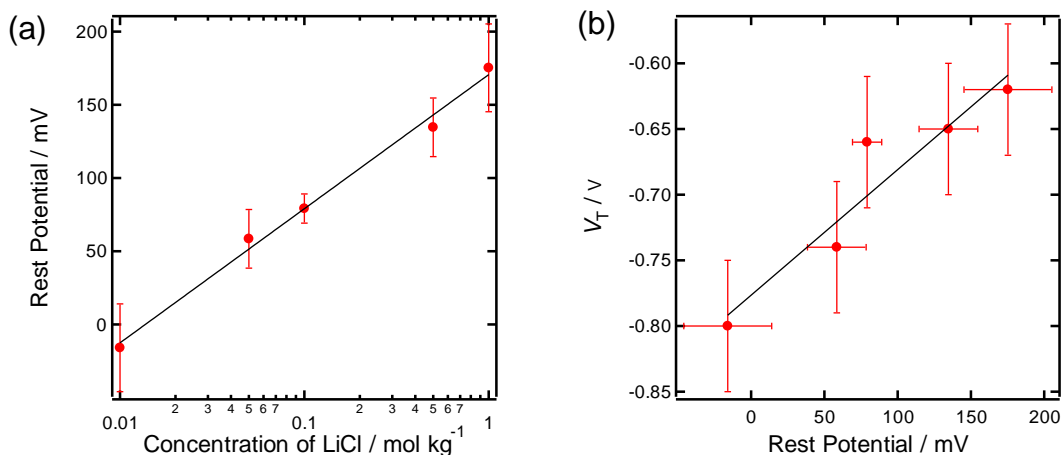 (a)
200
150
100
50
0
Rest Potential / mV
0.01 2 3 4 5 6 7 0.1 2 3 4 5 6 7 1
Concentration of LiCl / mol kg⁻¹
(b)
-0.60
-0.65
-0.70
-0.75
-0.80
-0.85
V_T / V
0 50 100 150 200
Rest Potential / mV